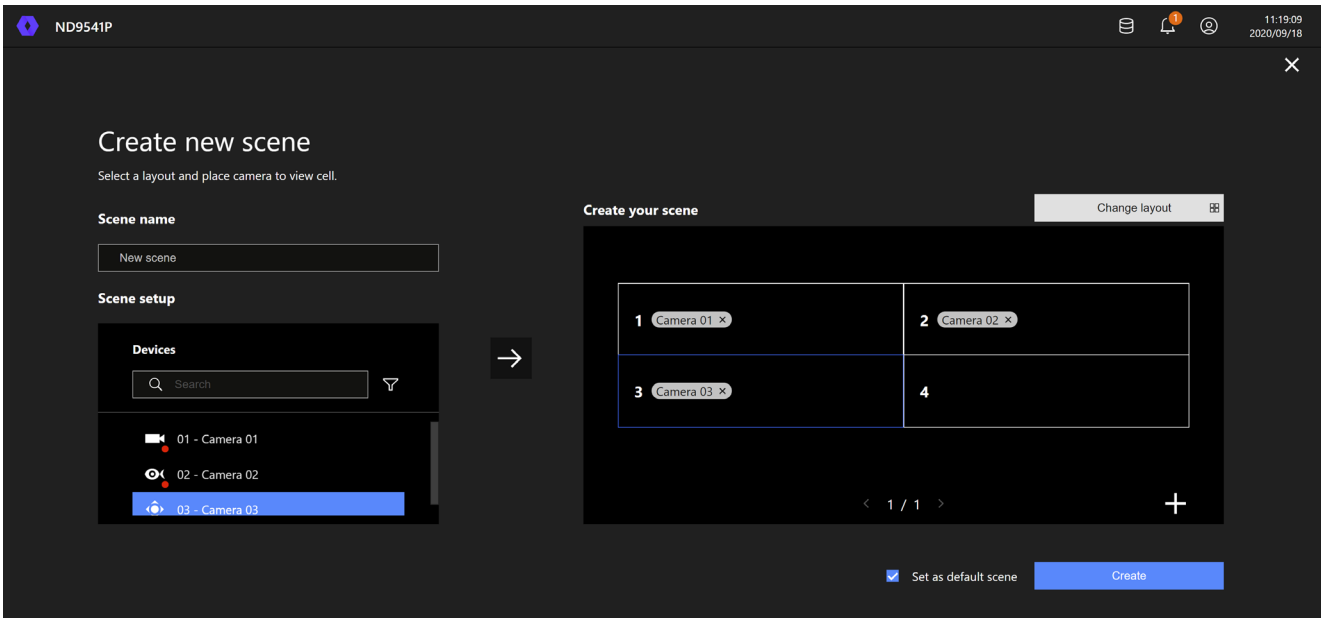 ND9541P
1
11:19:09
2020/09/18
Create new scene
Select a layout and place camera to view cell.
Scene name
New scene
Scene setup
Devices
Search
01 - Camera 01
02 - Camera 02
03 - Camera 03
Create your scene
Change layout
1 Camera 01 ×
2 Camera 02 ×
3 Camera 03 ×
4
< 1 / 1 >
Set as default scene
Create